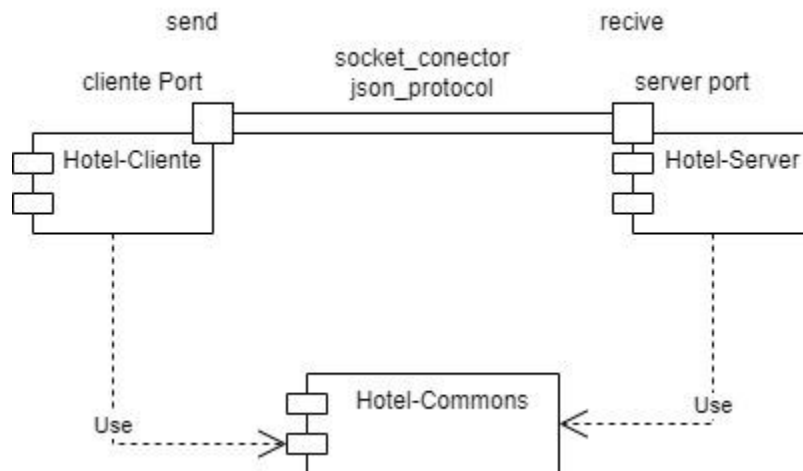 send
recive
socket_conector
json_protocol
cliente Port
server port
Hotel-Cliente
Hotel-Server
Hotel-Commons
Use
Use